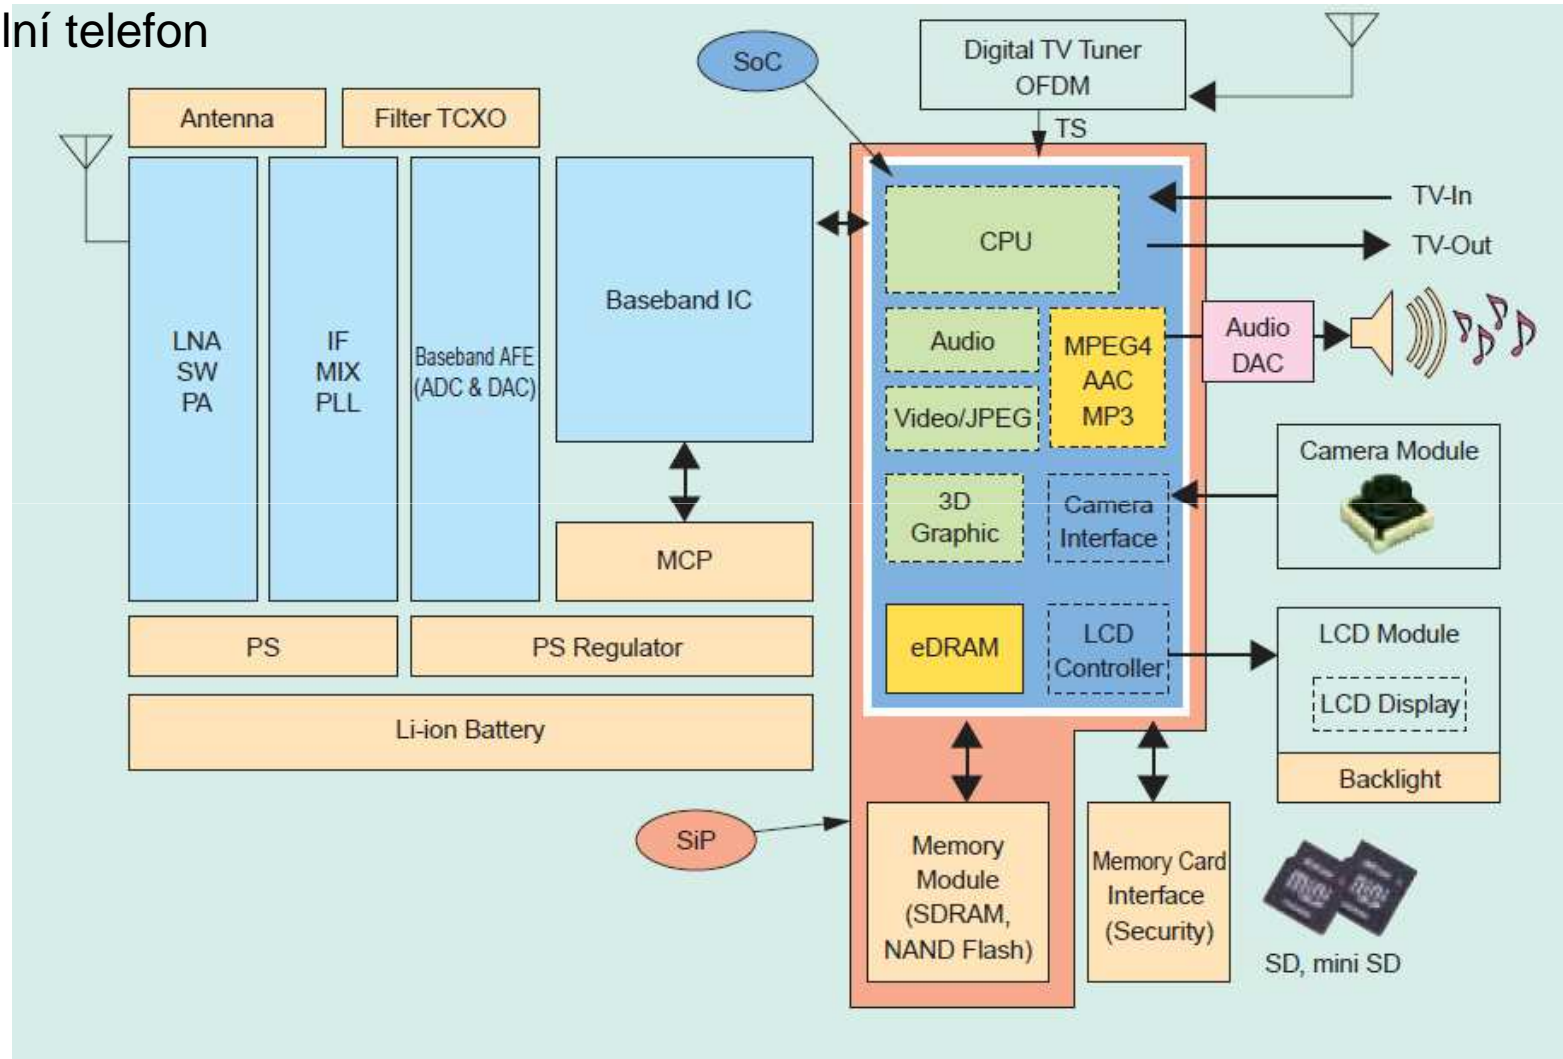 lní telefon
SoC
Digital TV Tuner
OFDM
TS
Antenna
Filter TCXO
LNA
SW
PA
IF
MIX
PLL
Baseband AFE
(ADC & DAC)
Baseband IC
MCP
PS
PS Regulator
Li-ion Battery
CPU
Audio
Video/JPEG
MPEG4
AAC
MP3
3D
Graphic
Camera
Interface
eDRAM
LCD
Controller
TV-In
TV-Out
Audio
DAC
Camera Module
LCD Module
LCD Display
Backlight
SiP
Memory
Module
(SDRAM,
NAND Flash)
Memory Card
Interface
(Security)
mini
mini
SD, mini SD